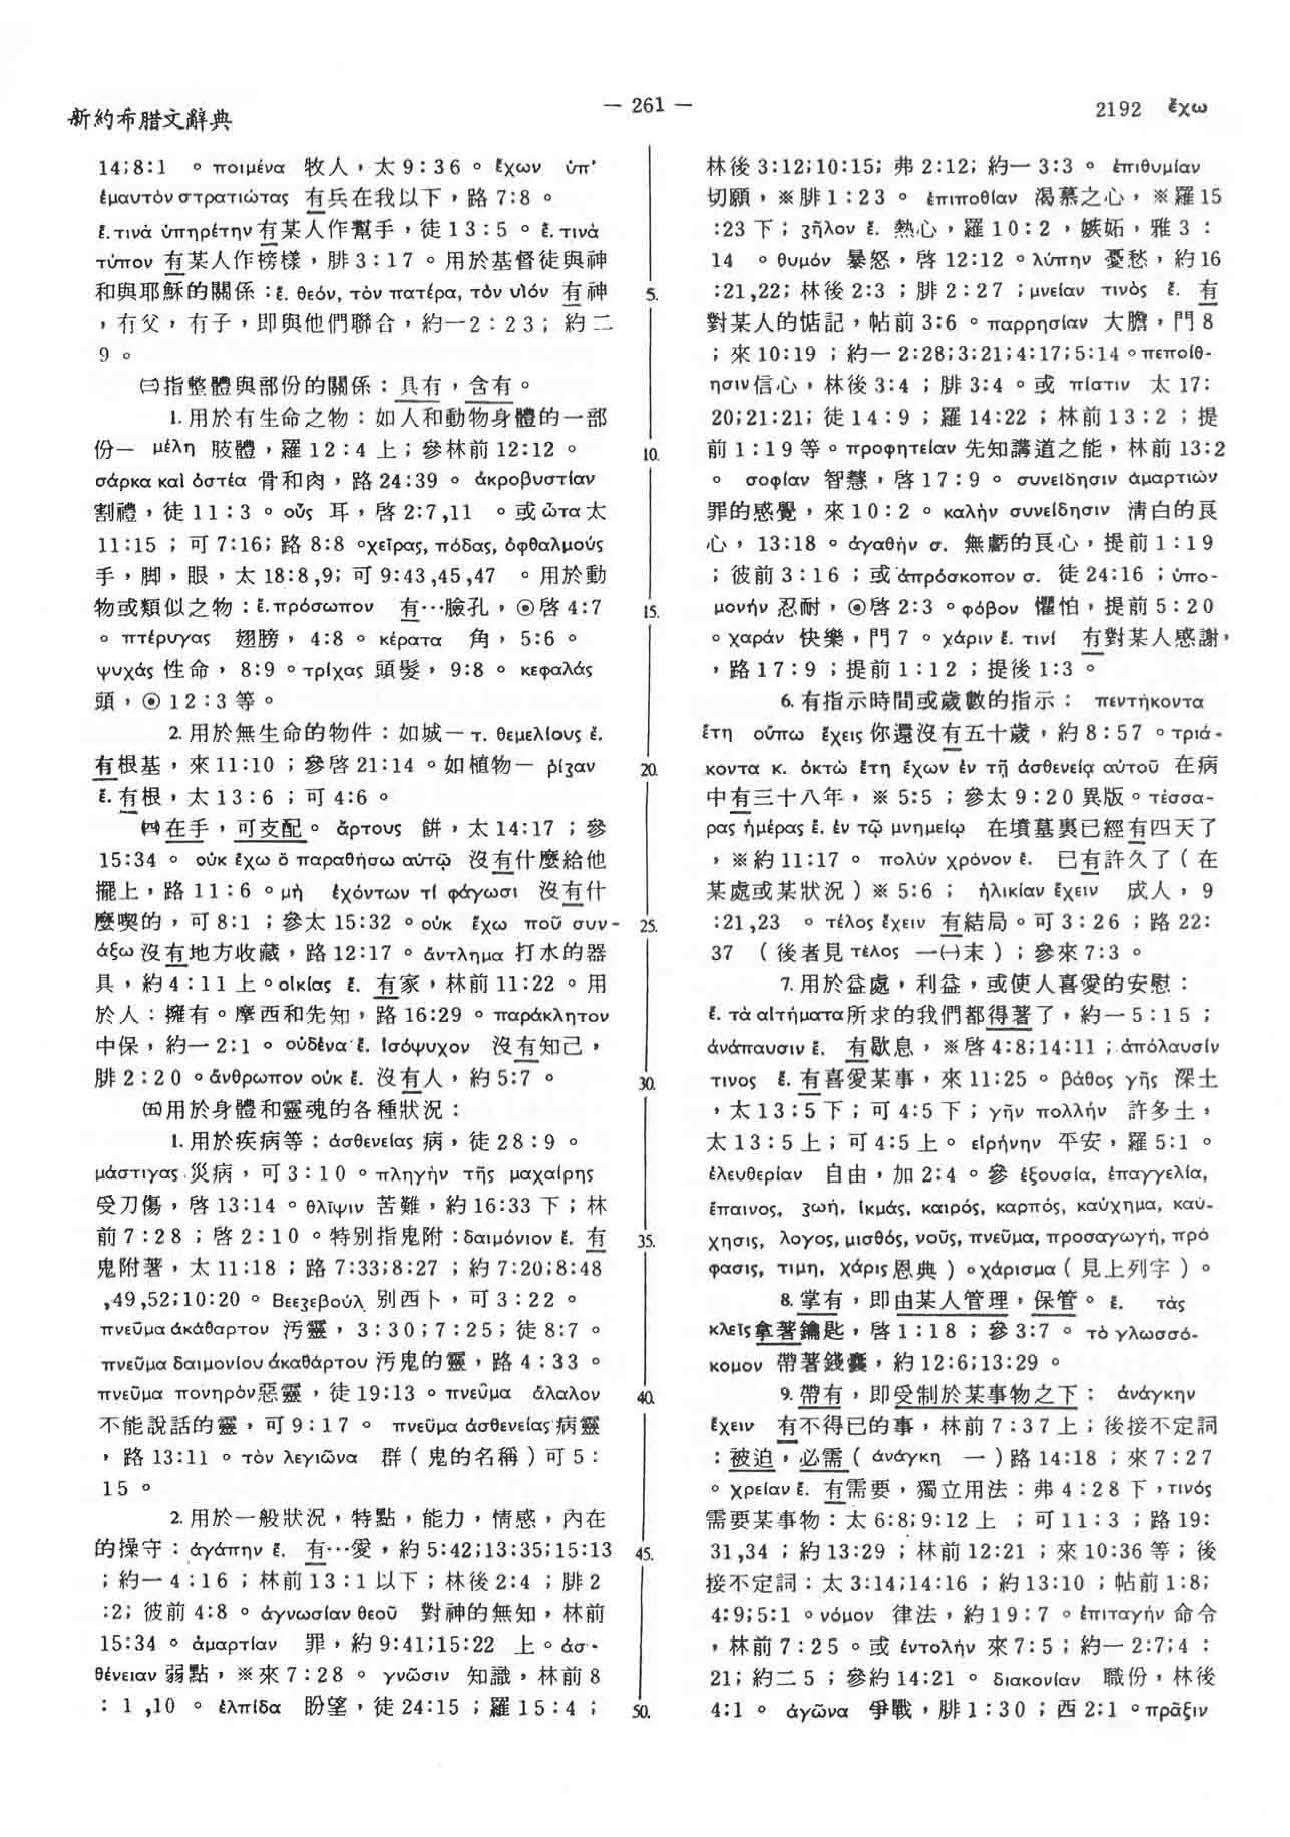 新約希腊文辭典
— 261 —
2192 ἔχω
14;8:1 。ποιμένα 牧人，太 9:36。ἔχων ὑπ'
ἐμαυτὸν στρατιώτας 有兵在我以下，路 7:8 。
ἔ.τινὰ ὑπηρέτην 有某人作幫手，徒 13:5。ἔ.τινὰ
τύπον 有某人作榜樣，腓 3:17。用於基督徒與神
和與耶穌的關係：ἔ. θεόν, τὸν πατέρα, τὸν υἱόν 有神
，有父，有子，即與他們聯合，約一 2:23; 約二
9。
㈢指整體與部份的關係：具有，含有。
1. 用於有生命之物：如人和動物身體的一部
份— μέλη 肢體，羅 12:4 上；參林前 12:12 。
σάρκα καὶ ὀστέα 骨和肉，路 24:39。ἀκροβυστίαν
割禮，徒 11:3。οὖς 耳，啓 2:7,11 。或ὦτα太
11:15 ；可 7:16; 路 8:8 。χεῖρας, πόδας, ὀφθαλμούς
手，脚，眼，太 18:8,9; 可 9:43,45,47 。用於動
物或類似之物：ἔ.πρόσωπον 有…臉孔，⊙啓 4:7
。πτέρυγας 翅膀，4:8。κέρατα 角，5:6。
ψυχάς 性命，8:9。τρίχας 頭髮，9:8。κεφαλάς
頭，⊙12:3 等。
2. 用於無生命的物件：如城— τ. θεμελίους ἔ.
有根基，來 11:10 ；參啓 21:14。如植物— ῥίζαν
ἔ.有根，太 13:6 ；可 4:6。
㈣在手，可支配。ἄρτους 餅，太 14:17 ；參
15:34 。οὐκ ἔχω ὃ παραθήσω αὐτῷ 沒有什麼給他
擺上，路 11:6。μὴ ἐχόντων τί φάγωσι 沒有什
麼喫的，可 8:1 ；參太 15:32。οὐκ ἔχω ποῦ συν-
άξω 沒有地方收藏，路 12:17。ἄντλημα 打水的器
具，約 4:11 上。οἰκίας ἔ. 有家，林前 11:22 。用
於人：擁有。摩西和先知，路 16:29。παράκλητον
中保，約一 2:1。οὐδένα ἔ. ἰσόψυχον 沒有知己，
腓 2:20。ἄνθρωπον οὐκ ἔ. 沒有人，約 5:7。
㈤用於身體和靈魂的各種狀況：
1. 用於疾病等：ἀσθενείας 病，徒 28:9 。
μάστιγας 災病，可 3:10。πληγὴν τῆς μαχαίρης
受刀傷，啓 13:14。θλῖψιν 苦難，約 16:33 下；林
前 7:28 ；啓 2:10。特別指鬼附：δαιμόνιον ἔ. 有
鬼附著，太 11:18 ；路 7:33;8:27 ；約 7:20;8:48
,49,52;10:20。Βεεζεβούλ 別西卜，可 3:22 。
πνεῦμα ἀκάθαρτον 汚靈，3:30;7:25；徒 8:7。
πνεῦμα δαιμονίου ἀκαθάρτου 汚鬼的靈，路 4:33 。
πνεῦμα πονηρόν惡靈，徒 19:13。πνεῦμα ἄλαλον
不能說話的靈，可 9:17。πνεῦμα ἀσθενείας 病靈
，路 13:11。τὸν λεγιῶνα 群（鬼的名稱）可 5:
15。
2. 用於一般狀況，特點，能力，情感，內在
的操守：ἀγάπην ἔ. 有…愛，約 5:42;13:35;15:13
；約一 4:16；林前 13:1 以下；林後 2:4 ；腓 2
:2; 彼前 4:8。ἀγνωσίαν θεοῦ 對神的無知，林前
15:34。ἁμαρτίαν 罪，約 9:41;15:22 上。ἀσ-
θένειαν 弱點，※來 7:28。γνῶσιν 知識，林前 8
:1,10。ἐλπίδα 盼望，徒 24:15 ；羅 15:4 ；
5.
10.
15.
20.
25.
30.
35.
40.
45.
50.
林後 3:12;10:15; 弗 2:12; 約一 3:3。ἐπιθυμίαν
切願，※腓 1:23。ἐπιποθίαν 渴慕之心，※羅 15
:23 下；ζῆλον ἔ. 熱心，羅 10:2 ，嫉妬，雅 3:
14 。θυμόν 暴怒，啓 12:12。λύπην 憂愁，約 16
:21,22; 林後 2:3 ；腓 2:27 ；μνείαν τινὸς ἔ. 有
對某人的惦記，帖前 3:6。παρρησίαν 大膽，門 8
；來 10:19 ；約一 2:28;3:21;4:17;5:14。πεποίθ-
ησιν信心，林後 3:4 ；腓 3:4。或 πίστιν 太 17:
20;21:21; 徒 14:9 ；羅 14:22 ；林前 13:2 ；提
前 1:19 等。προφητείαν 先知講道之能，林前 13:2
。σοφίαν 智慧，啓 17:9。συνείδησιν ἁμαρτιῶν
罪的感覺，來 10:2。καλὴν συνείδησιν 清白的良
心，13:18。ἀγαθὴν σ. 無虧的良心，提前 1:19
；彼前 3:16 ；或 ἀπρόσκοπον σ. 徒 24:16 ；ὑπο-
μονήν 忍耐，⊙啓 2:3。φόβον 懼怕，提前 5:20
。χαράν 快樂，門 7。χάριν ἔ. τινί 有對某人感謝，
，路 17:9 ；提前 1:12 ；提後 1:3。
6. 有指示時間或歲數的指示：πεντήκοντα
ἔτη οὔπω ἔχεις 你還沒有五十歲，約 8:57。τριά-
κοντα κ. ὀκτὼ ἔτη ἔχων ἐν τῇ ἀσθενείᾳ αὐτοῦ 在病
中有三十八年，※ 5:5 ；參太 9:20 異版。τέσσα-
ρας ἡμέρας ἔ. ἐν τῷ μνημείῳ 在墳墓裏已經有四天了
，※約 11:17。πολὺν χρόνον ἔ. 已有許久了（在
某處或某狀況）※ 5:6 ；ἡλικίαν ἔχειν 成人，9
:21,23 。τέλος ἔχειν 有結局。可 3:26 ；路 22:
37 （後者見 τέλος 一㈠末）；參來 7:3。
7. 用於益處，利益，或使人喜愛的安慰：
ἔ. τὰ αἰτήματα所求的我們都得著了，約一 5:15 ；
ἀνάπαυσιν ἔ. 有歇息，※啓 4:8;14:11 ；ἀπόλαυσίν
τινος ἔ. 有喜愛某事，來 11:25。βάθος γῆς 深土
，太 13:5 下；可 4:5 下；γῆν πολλήν 許多土，
太 13:5 上；可 4:5 上。εἰρήνην 平安，羅 5:1。
ἐλευθερίαν 自由，加 2:4。參 ἐξουσία, ἐπαγγελία,
ἔπαινος, ζωή, ἰκμάς, καιρός, καρπός, καύχημα, καύ-
χησις, λογος, μισθός, νοῦς, πνεῦμα, προσαγωγή, πρό
φασις, τιμη, χάρις恩典）。χάρισμα（見上列字）。
8. 掌有，即由某人管理，保管。ἔ. τὰς
κλεῖς拿著鑰匙，啓 1:18 ；參 3:7。τὸ γλωσσό-
κομον 帶著錢囊，約 12:6;13:29 。
9. 帶有，即受制於某事物之下：ἀνάγκην
ἔχειν 有不得已的事，林前 7:37 上；後接不定詞
：被迫，必需（ἀνάγκη 一）路 14:18 ；來 7:27
。χρείαν ἔ. 有需要，獨立用法：弗 4:28 下，τινός
需要某事物：太 6:8;9:12 上 ；可 11:3 ；路 19:
31,34 ；約 13:29 ；林前 12:21 ；來 10:36 等；後
接不定詞：太 3:14;14:16 ；約 13:10 ；帖前 1:8;
4:9;5:1。νόμον 律法，約 19:7。ἐπιταγήν 命令
，林前 7:25。或 ἐντολήν 來 7:5；約一 2:7;4:
21; 約二 5 ；參約 14:21。διακονίαν 職份，林後
4:1。ἀγῶνα 爭戰，腓 1:30 ；西 2:1。πρᾶξιν